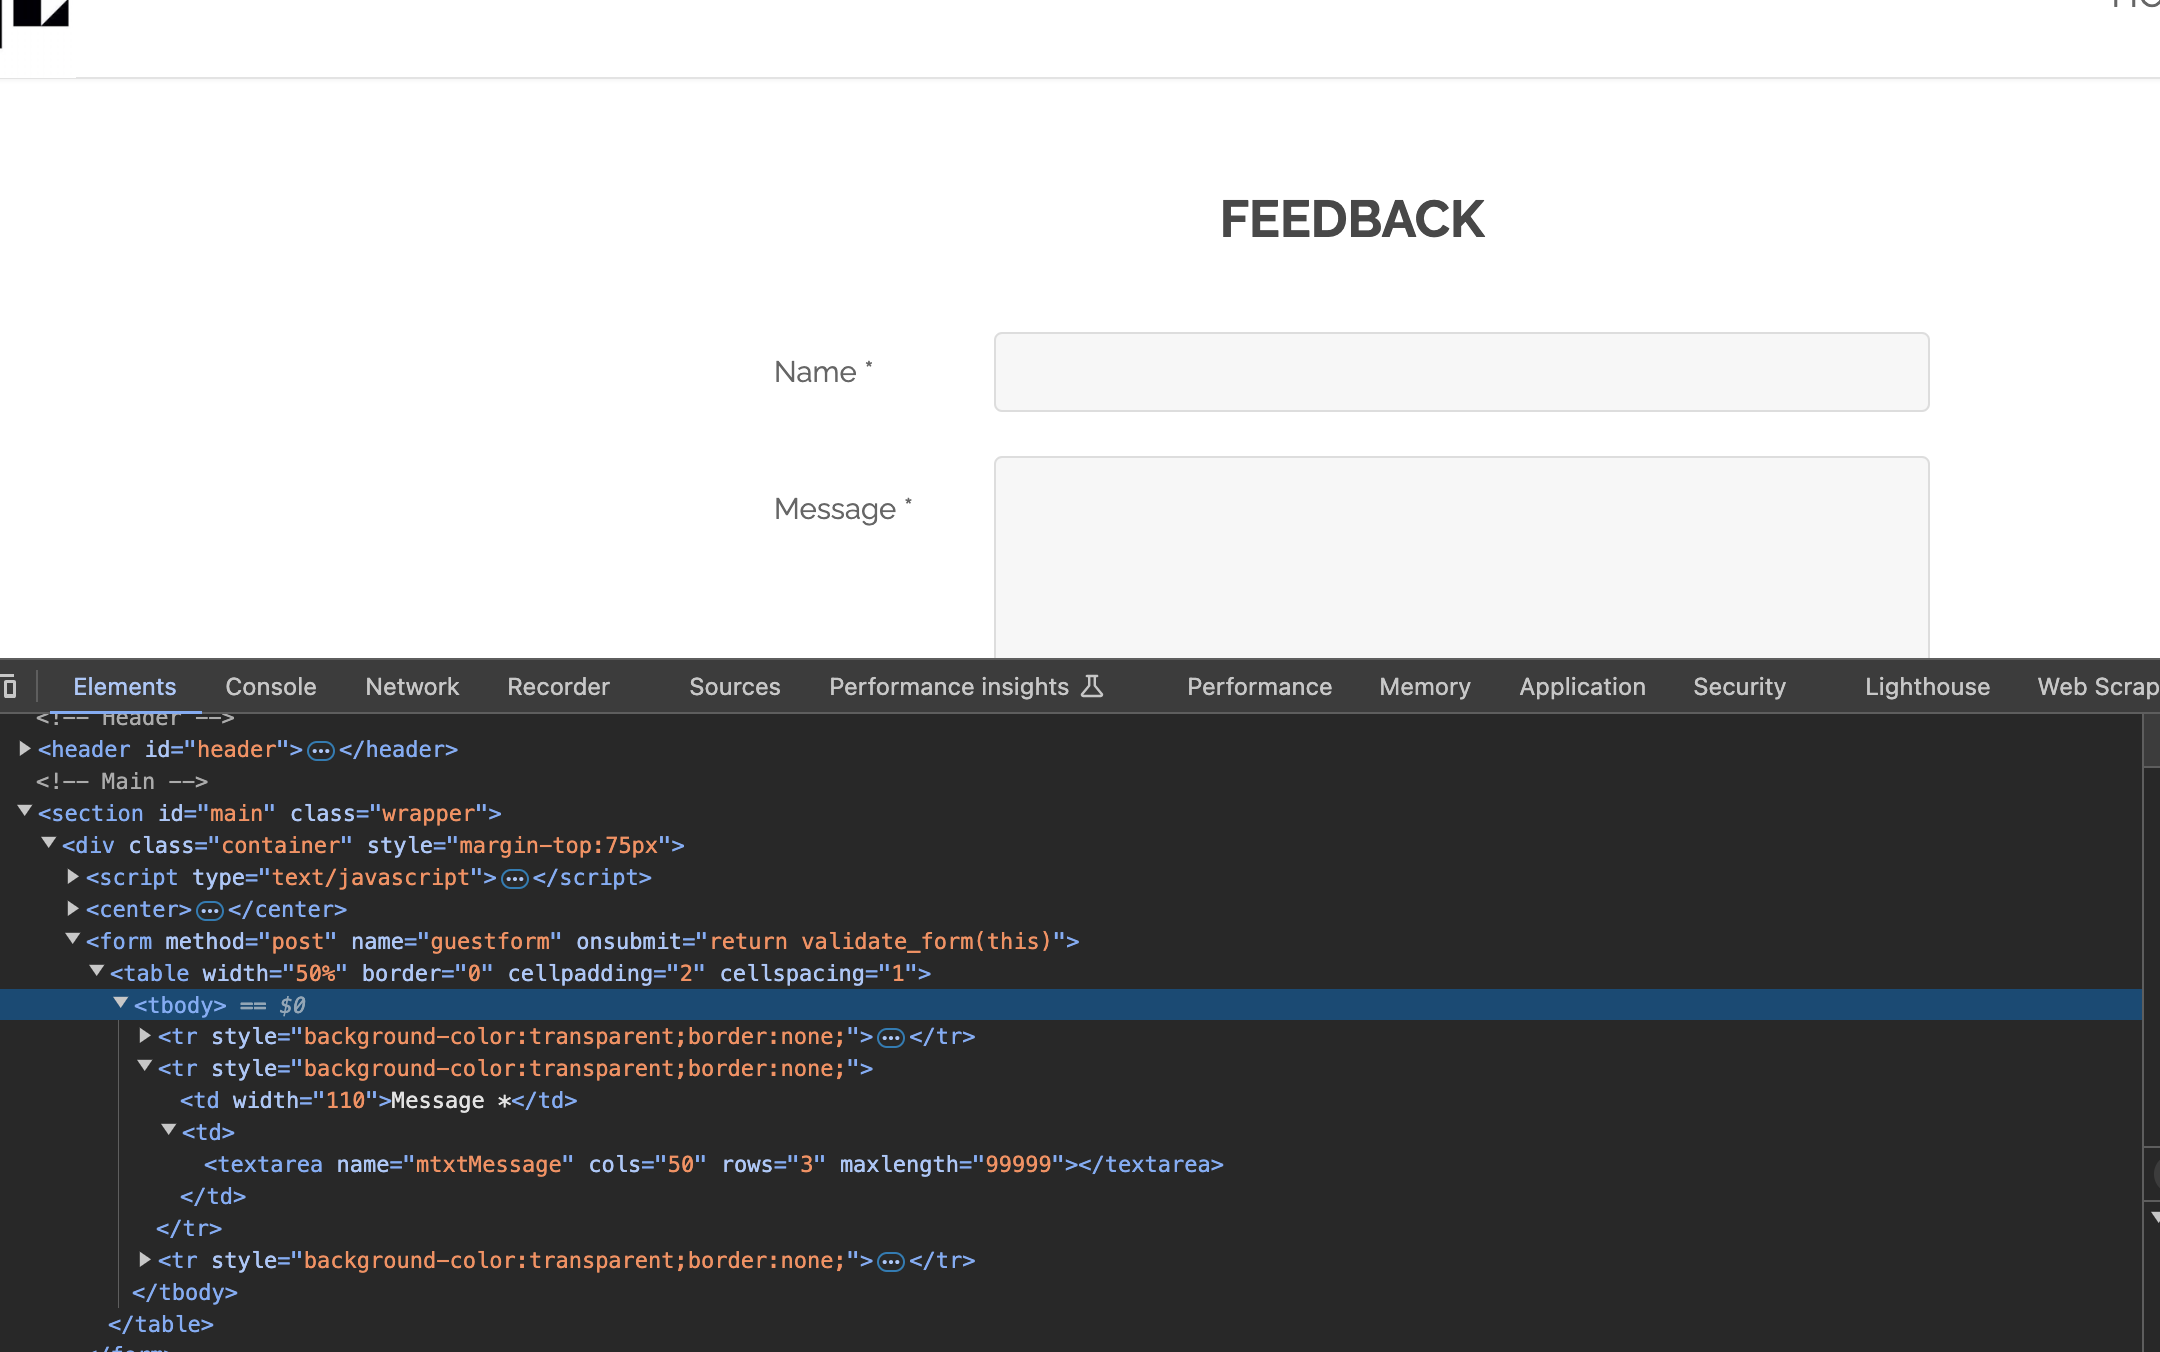 FEEDBACK
Name *
Message *
Elements Console Network Recorder Sources Performance insights Performance Memory Application Security Lighthouse Web Scrap
<!-- Header -->
<header id="header"></header>
<!-- Main -->
<section id="main" class="wrapper">
<div class="container" style="margin-top:75px">
<script type="text/javascript"></script>
<center></center>
<form method="post" name="guestform" onsubmit="return validate_form(this)">
<table width="50%" border="0" cellpadding="2" cellspacing="1">
<tbody> == $0
<tr style="background-color:transparent;border:none;"></tr>
<tr style="background-color:transparent;border:none;">
<td width="110">Message *</td>
<td>
<textarea name="mtxtMessage" cols="50" rows="3" maxlength="99999"></textarea>
</td>
</tr>
<tr style="background-color:transparent;border:none;"></tr>
</tbody>
</table>